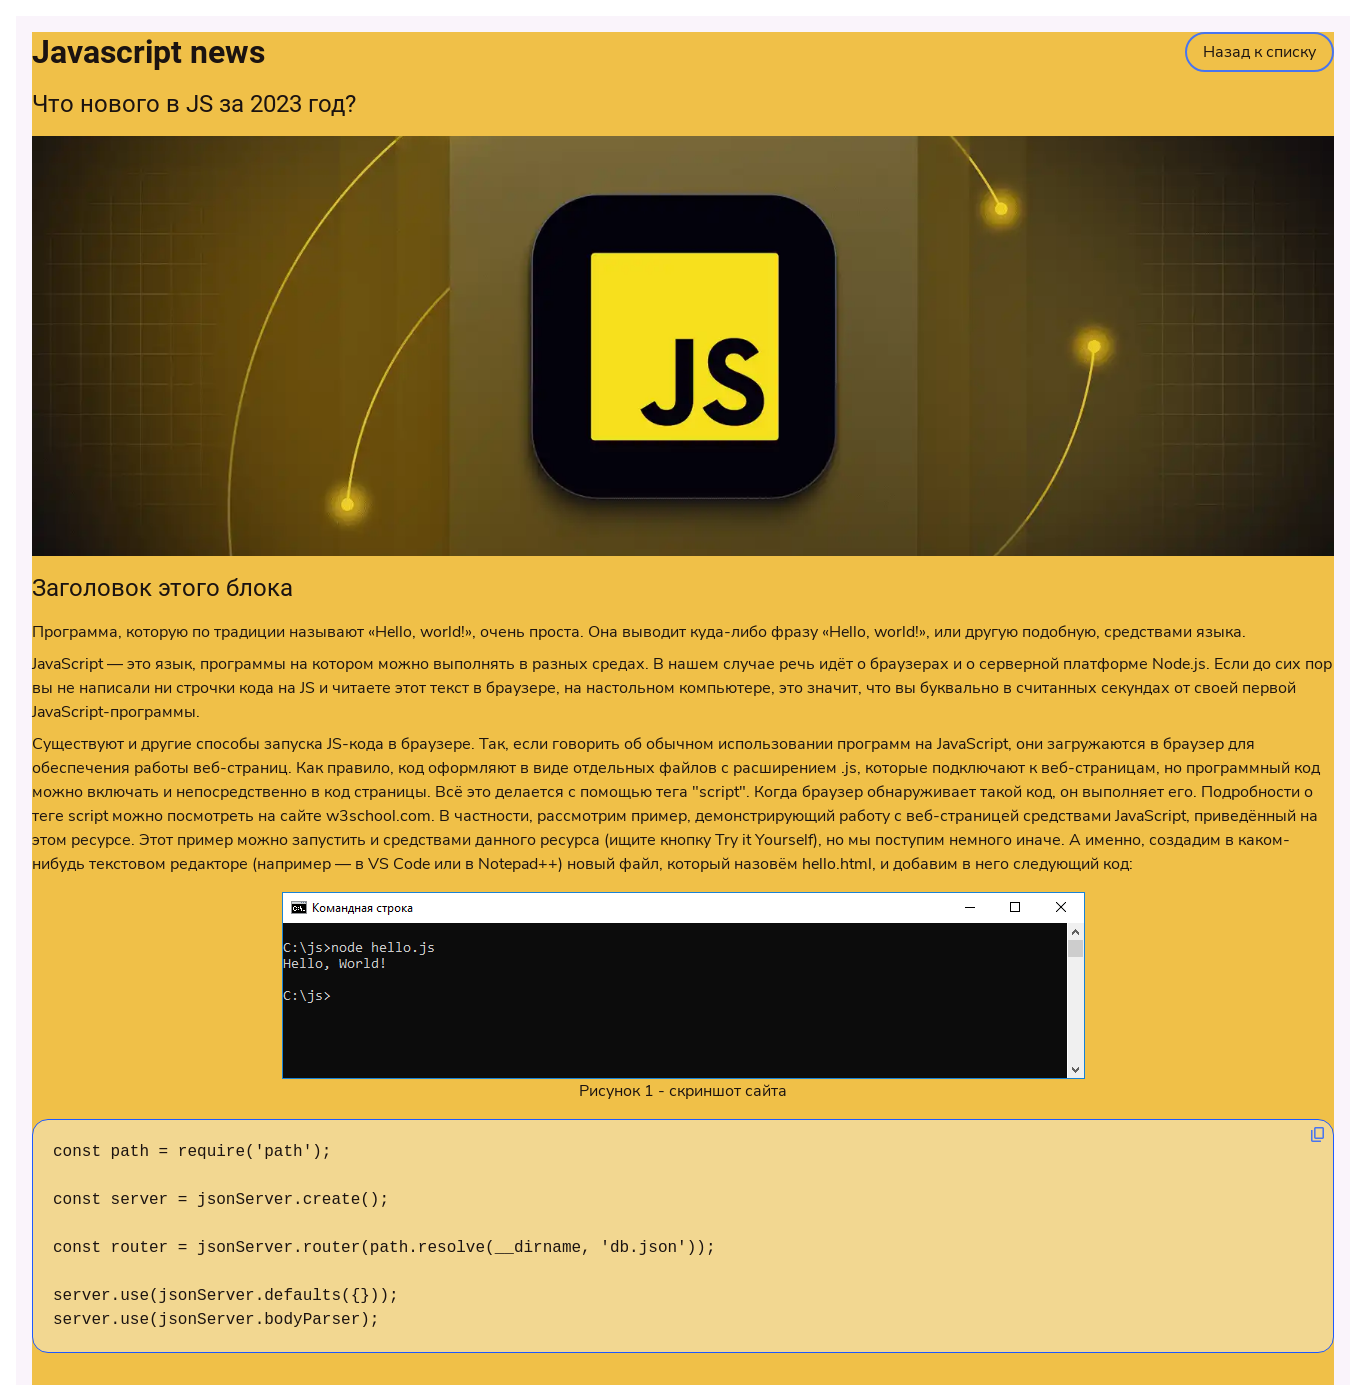 Javascript news
Назад к списку
Что нового в JS за 2023 год?
JS
Заголовок этого блока
Программа, которую по традиции называют «Hello, world!», очень проста. Она выводит куда-либо фразу «Hello, world!», или другую подобную, средствами языка.
JavaScript — это язык, программы на котором можно выполнять в разных средах. В нашем случае речь идёт о браузерах и о серверной платформе Node.js. Если до сих пор
вы не написали ни строчки кода на JS и читаете этот текст в браузере, на настольном компьютере, это значит, что вы буквально в считанных секундах от своей первой
JavaScript-программы.
Существуют и другие способы запуска JS-кода в браузере. Так, если говорить об обычном использовании программ на JavaScript, они загружаются в браузер для
обеспечения работы веб-страниц. Как правило, код оформляют в виде отдельных файлов с расширением .js, которые подключают к веб-страницам, но программный код
можно включать и непосредственно в код страницы. Всё это делается с помощью тега "script". Когда браузер обнаруживает такой код, он выполняет его. Подробности о
теге script можно посмотреть на сайте w3school.com. В частности, рассмотрим пример, демонстрирующий работу с веб-страницей средствами JavaScript, приведённый на
этом ресурсе. Этот пример можно запустить и средствами данного ресурса (ищите кнопку Try it Yourself), но мы поступим немного иначе. А именно, создадим в каком-
нибудь текстовом редакторе (например — в VS Code или в Notepad++) новый файл, который назовём hello.html, и добавим в него следующий код:
C:\. Командная строка
C:\js>node hello.js
Hello, World!
C:\js>
Рисунок 1 - скриншот сайта
const path = require('path');
const server = jsonServer.create();
const router = jsonServer.router(path.resolve(__dirname, 'db.json'));
server.use(jsonServer.defaults({}));
server.use(jsonServer.bodyParser);